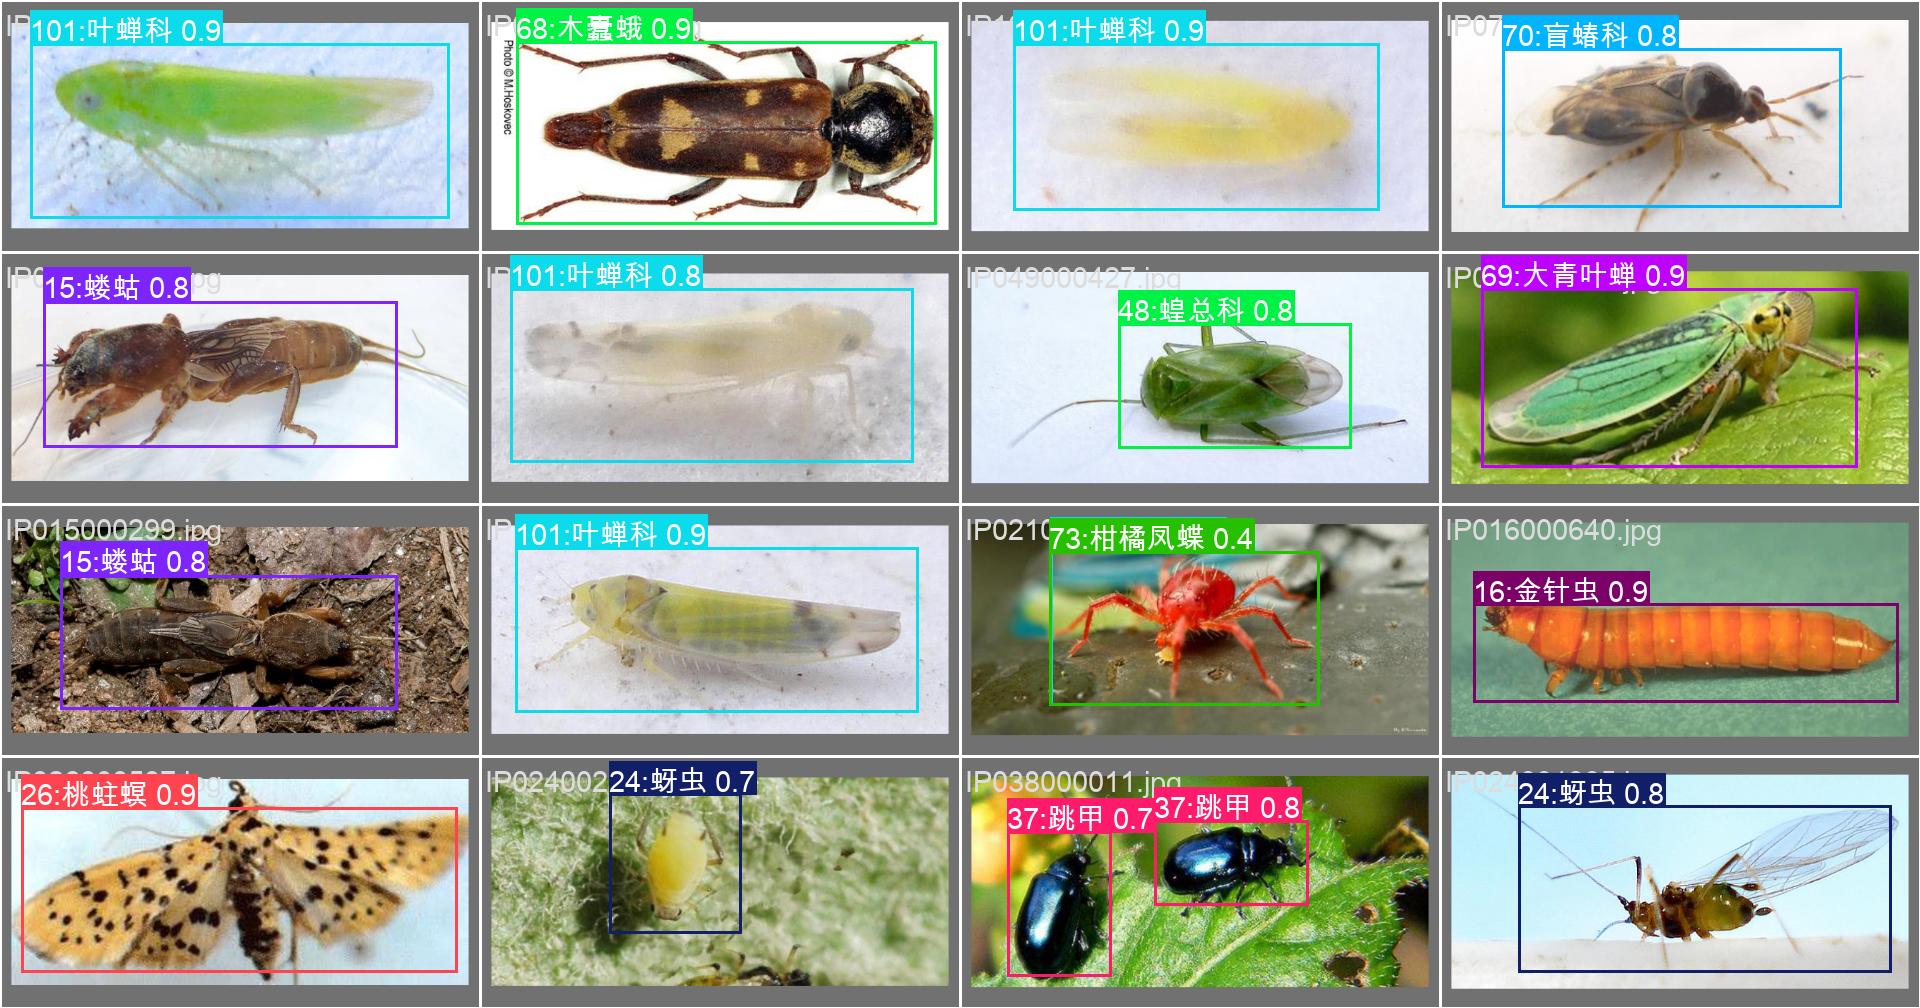 101:叶蝉科 0.9
68:木蠹蛾 0.9
Photo © M.Hoskovec
101:叶蝉科 0.9
IP07
70:盲蝽科 0.8
15:蝼蛄 0.8
101:叶蝉科 0.8
IP049000427.jpg
48:蝗总科 0.8
69:大青叶蝉 0.9
IP015000299.jpg
15:蝼蛄 0.8
101:叶蝉科 0.9
IP0210
73:柑橘凤蝶 0.4
IP016000640.jpg
16:金针虫 0.9
26:桃蛀螟 0.9
IP024002
24:蚜虫 0.7
IP038000011.jpg
37:跳甲 0.7
37:跳甲 0.8
24:蚜虫 0.8